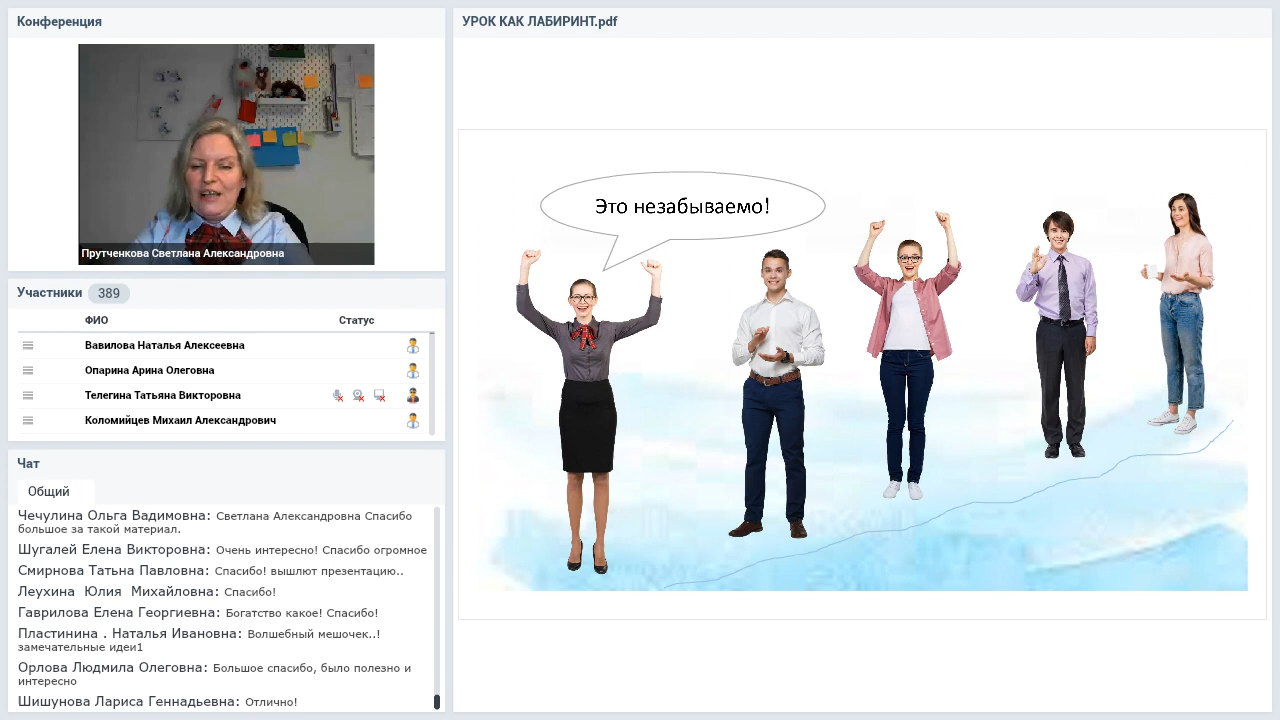 Конференция
Прутченкова Светлана Александровна
Участники 389
ФИО Статус
Вавилова Наталья Алексеевна
Опарина Арина Олеговна
Телегина Татьяна Викторовна
Коломийцев Михаил Александрович
Чат
Общий
Чечулина Ольга Вадимовна: Светлана Александровна Спасибо
большое за такой материал.
Шугалей Елена Викторовна: Очень интересно! Спасибо огромное
Смирнова Татьна Павловна: Спасибо! вышлют презентацию..
Леухина Юлия Михайловна: Спасибо!
Гаврилова Елена Георгиевна: Богатство какое! Спасибо!
Пластинина . Наталья Ивановна: Волшебный мешочек..!
замечательные идеи1
Орлова Людмила Олеговна: Большое спасибо, было полезно и
интересно
Шишунова Лариса Геннадьевна: Отлично!
УРОК КАК ЛАБИРИНТ.pdf
Это незабываемо!